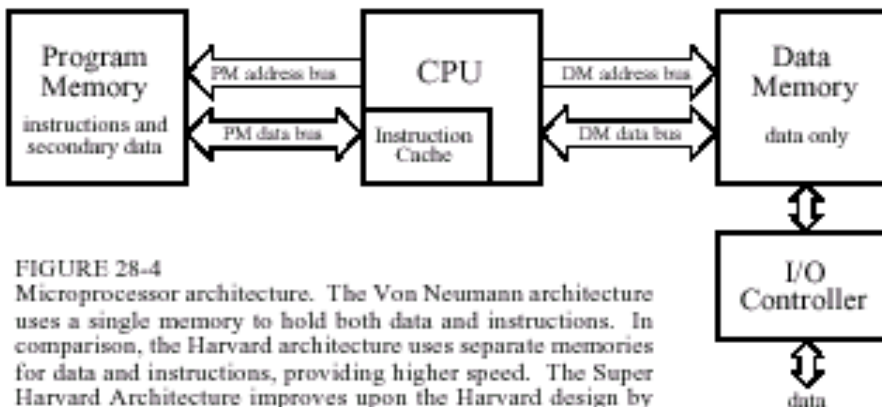 Program
Memory
instructions and
secondary data
PM address bus
PM data bus
CPU
Instruction
Cache
DM address bus
DM data bus
Data
Memory
data only
I/O
Controller
data
FIGURE 28-4
Microprocessor architecture. The Von Neumann architecture
uses a single memory to hold both data and instructions. In
comparison, the Harvard architecture uses separate memories
for data and instructions, providing higher speed. The Super
Harvard Architecture improves upon the Harvard design by